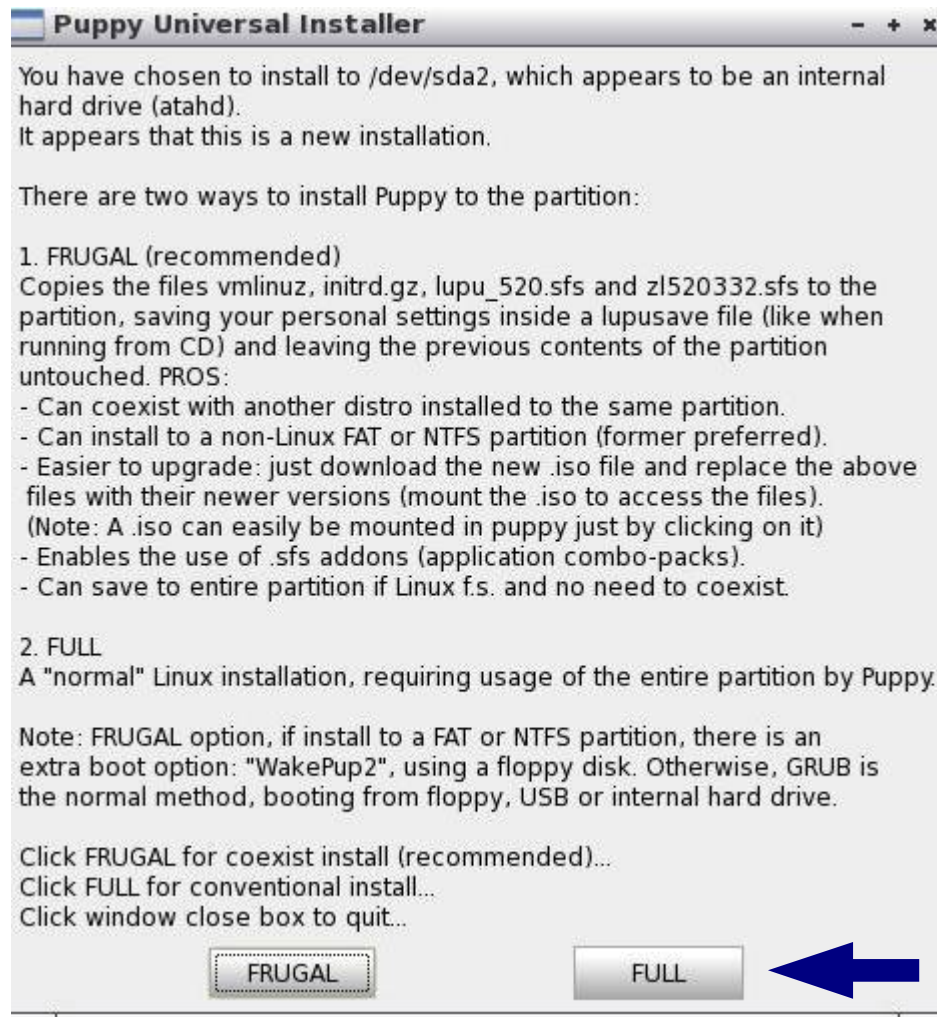 Puppy Universal Installer
You have chosen to install to /dev/sda2, which appears to be an internal
hard drive (atahd).
It appears that this is a new installation.
There are two ways to install Puppy to the partition:
1. FRUGAL (recommended)
Copies the files vmlinuz, initrd.gz, lupu_520.sfs and zl520332.sfs to the
partition, saving your personal settings inside a lupusave file (like when
running from CD) and leaving the previous contents of the partition
untouched. PROS:
- Can coexist with another distro installed to the same partition.
- Can install to a non-Linux FAT or NTFS partition (former preferred).
- Easier to upgrade: just download the new .iso file and replace the above
files with their newer versions (mount the .iso to access the files).
(Note: A .iso can easily be mounted in puppy just by clicking on it)
- Enables the use of .sfs addons (application combo-packs).
- Can save to entire partition if Linux f.s. and no need to coexist.
2. FULL
A "normal" Linux installation, requiring usage of the entire partition by Puppy.
Note: FRUGAL option, if install to a FAT or NTFS partition, there is an
extra boot option: "WakePup2", using a floppy disk. Otherwise, GRUB is
the normal method, booting from floppy, USB or internal hard drive.
Click FRUGAL for coexist install (recommended)...
Click FULL for conventional install...
Click window close box to quit...
FRUGAL FULL